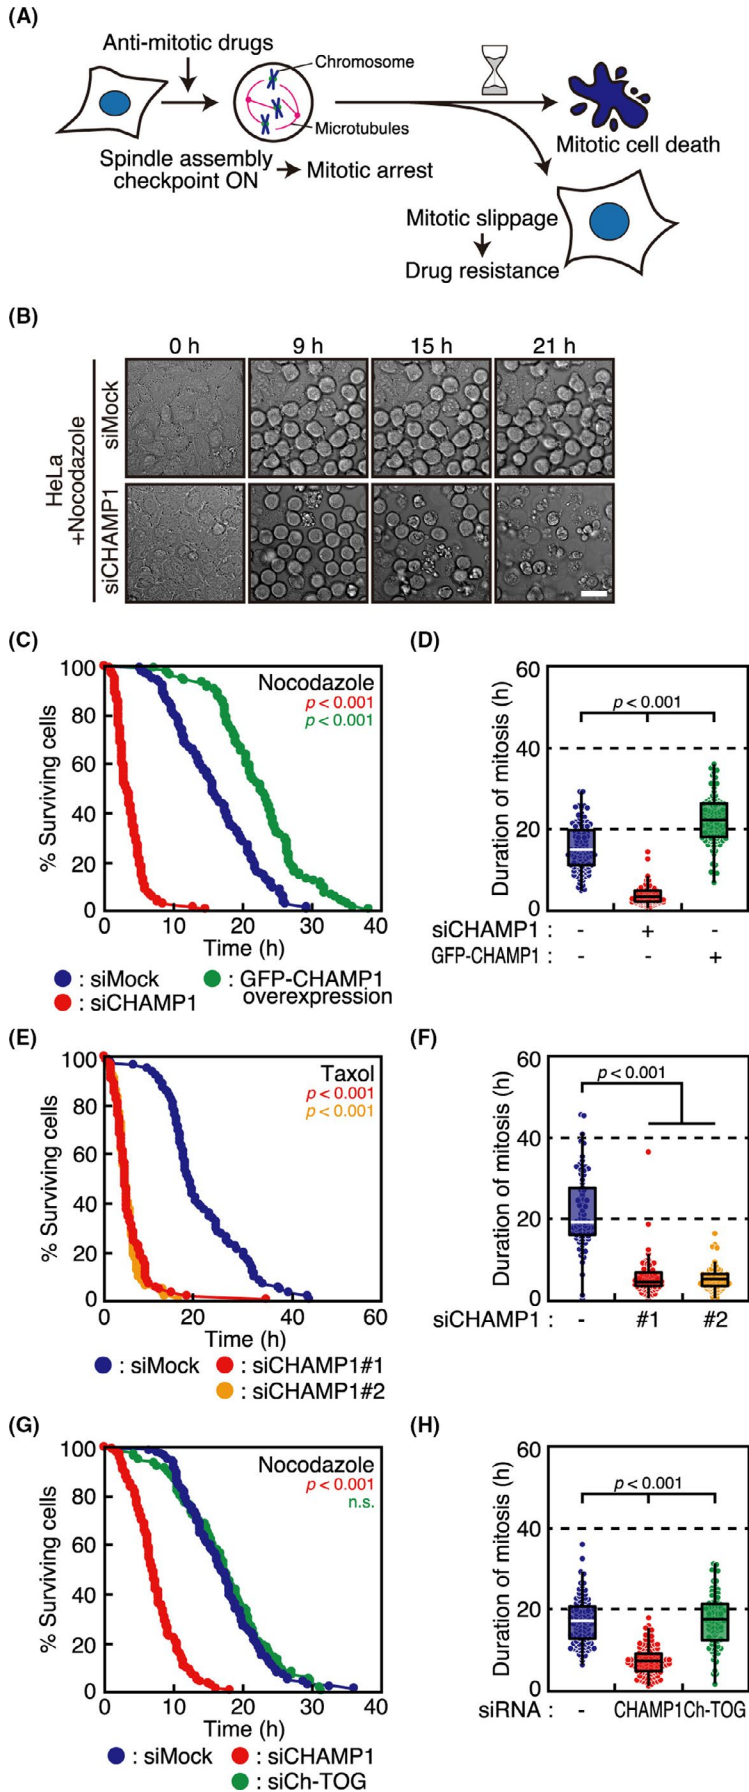 (A)
Anti-mitotic drugs
Chromosome
Microtubules
Mitotic cell death
Spindle assembly
checkpoint ON
Mitotic arrest
Mitotic slippage
Drug resistance
(B)
0 h 9 h 15 h 21 h
HeLa
+Nocodazole
siMock
siCHAMP1
(C)
% Surviving cells
100
80
60
40
20
0
Nocodazole
p < 0.001
p < 0.001
0 10 20 30 40
Time (h)
: siMock
: siCHAMP1
: GFP-CHAMP1
overexpression
(D)
Duration of mitosis (h)
60
40
20
0
p < 0.001
siCHAMP1 : - + -
GFP-CHAMP1 : - - +
(E)
% Surviving cells
100
80
60
40
20
0
Taxol
p < 0.001
p < 0.001
0 20 40 60
Time (h)
: siMock
: siCHAMP1#1
: siCHAMP1#2
(F)
Duration of mitosis (h)
60
40
20
0
p < 0.001
siCHAMP1 : - #1 #2
(G)
% Surviving cells
100
80
60
40
20
0
Nocodazole
p < 0.001
n.s.
0 10 20 30 40
Time (h)
: siMock
: siCHAMP1
: siCh-TOG
(H)
Duration of mitosis (h)
60
40
20
0
p < 0.001
siRNA : - CHAMP1 Ch-TOG